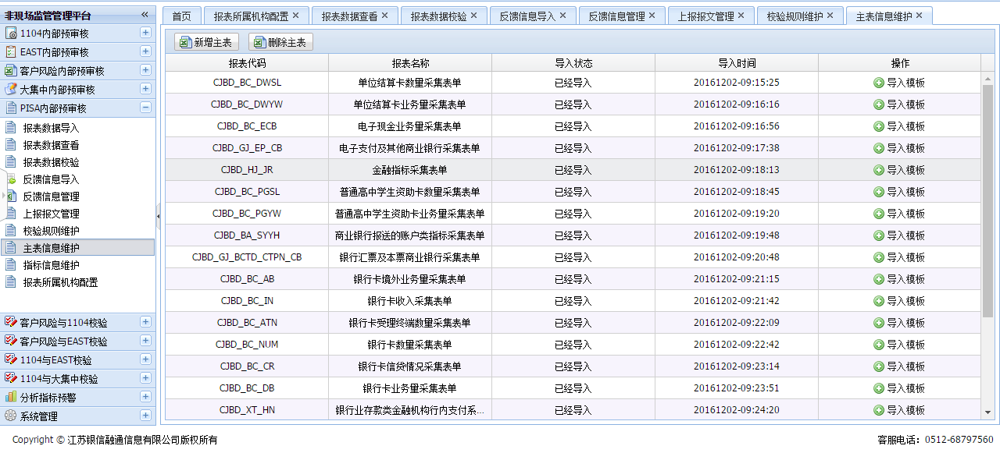 非现场监管管理平台
1104内部预审核
EAST内部预审核
客户风险内部预审核
大集中内部预审核
PISA内部预审核
报表数据导入
报表数据查看
报表数据校验
反馈信息导入
反馈信息管理
上报报文管理
校验规则维护
主表信息维护
指标信息维护
报表所属机构配置
客户风险与1104校验
客户风险与EAST校验
1104与EAST校验
1104与大集中校验
分析指标预警
系统管理
首页 报表所属机构配置 报表数据查看 报表数据校验 反馈信息导入 反馈信息管理 上报报文管理 校验规则维护 主表信息维护
新增主表 删除主表
报表代码 报表名称 导入状态 导入时间 操作
CJBD_BC_DWSL 单位结算卡数量采集表单 已经导入 20161202-09:15:25 导入模板
CJBD_BC_DWYW 单位结算卡业务量采集表单 已经导入 20161202-09:16:16 导入模板
CJBD_BC_ECB 电子现金业务量采集表单 已经导入 20161202-09:16:56 导入模板
CJBD_GJ_EP_CB 电子支付及其他商业银行采集表单 已经导入 20161202-09:17:38 导入模板
CJBD_HJ_JR 金融指标采集表单 已经导入 20161202-09:18:13 导入模板
CJBD_BC_PGSL 普通高中学生资助卡数量采集表单 已经导入 20161202-09:18:45 导入模板
CJBD_BC_PGYW 普通高中学生资助卡业务量采集表单 已经导入 20161202-09:19:20 导入模板
CJBD_BA_SYYH 商业银行报送的账户类指标采集表单 已经导入 20161202-09:19:48 导入模板
CJBD_GJ_BCTD_CTPN_CB 银行汇票及本票商业银行采集表单 已经导入 20161202-09:20:48 导入模板
CJBD_BC_AB 银行卡境外业务量采集表单 已经导入 20161202-09:21:15 导入模板
CJBD_BC_IN 银行卡收入采集表单 已经导入 20161202-09:21:42 导入模板
CJBD_BC_ATN 银行卡受理终端数量采集表单 已经导入 20161202-09:22:09 导入模板
CJBD_BC_NUM 银行卡数量采集表单 已经导入 20161202-09:22:42 导入模板
CJBD_BC_CR 银行卡信贷情况采集表单 已经导入 20161202-09:23:14 导入模板
CJBD_BC_DB 银行卡业务量采集表单 已经导入 20161202-09:23:51 导入模板
CJBD_XT_HN 银行业存款类金融机构行内支付系... 已经导入 20161202-09:24:20 导入模板
Copyright © 江苏银信融通信息有限公司版权所有 客服电话：0512-68797560